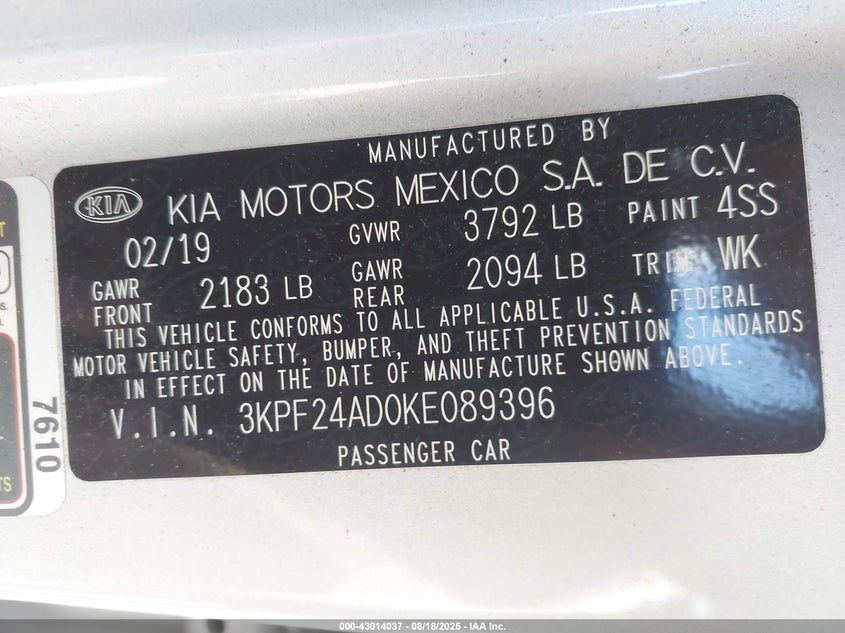 MANUFACTURED BY
KIA KIA MOTORS MEXICO S.A. DE C.V.
02/19 GVWR 3792 LB PAINT 4SS
GAWR FRONT 2183 LB GAWR REAR 2094 LB TRIM WK
THIS VEHICLE CONFORMS TO ALL APPLICABLE U.S.A. FEDERAL
MOTOR VEHICLE SAFETY, BUMPER, AND THEFT PREVENTION STANDARDS
IN EFFECT ON THE DATE OF MANUFACTURE SHOWN ABOVE.
V.I.N. 3KPF24AD0KE089396
PASSENGER CAR
7610
000-43014037 - 08/18/2025 - IAA Inc.